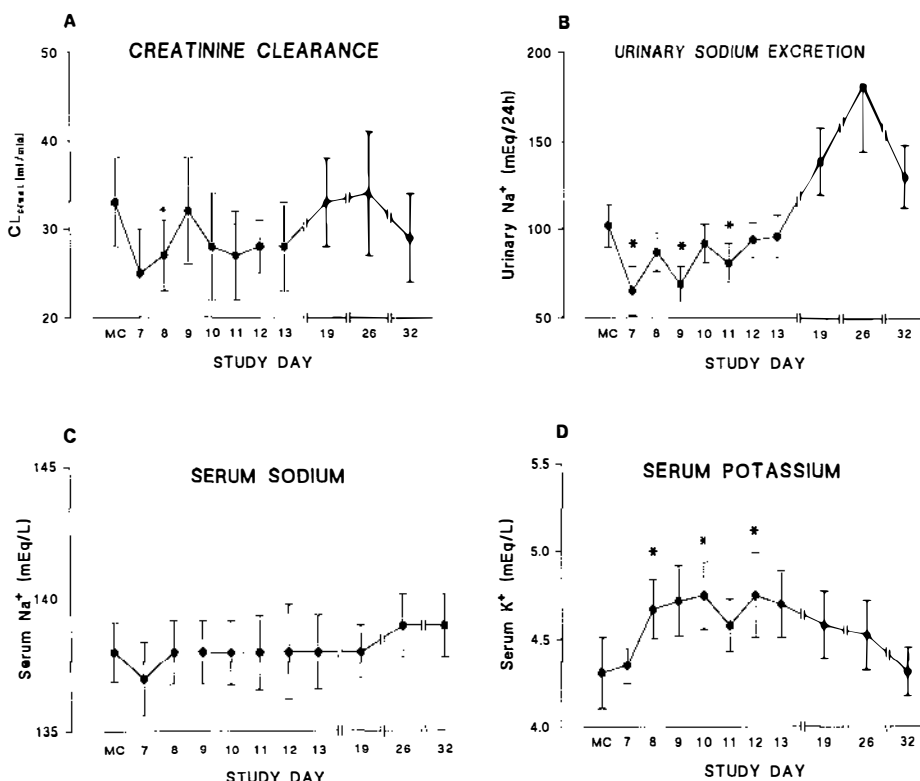 A
CREATININE CLEARANCE
50
40
30
20
CLcreat (ml/min)
MC 7 8 9 10 11 12 13 19 26 32
STUDY DAY
B
URINARY SODIUM EXCRETION
200
150
100
50
Urinary Na+ (mEq/24h)
* * *
MC 7 8 9 10 11 12 13 19 26 32
STUDY DAY
C
SERUM SODIUM
145
140
135
Serum Na+ (mEq/L)
MC 7 8 9 10 11 12 13 19 26 32
STUDY DAY
D
SERUM POTASSIUM
5.5
5.0
4.5
4.0
Serum K+ (mEq/L)
* * *
MC 7 8 9 10 11 12 13 19 26 32
STUDY DAY